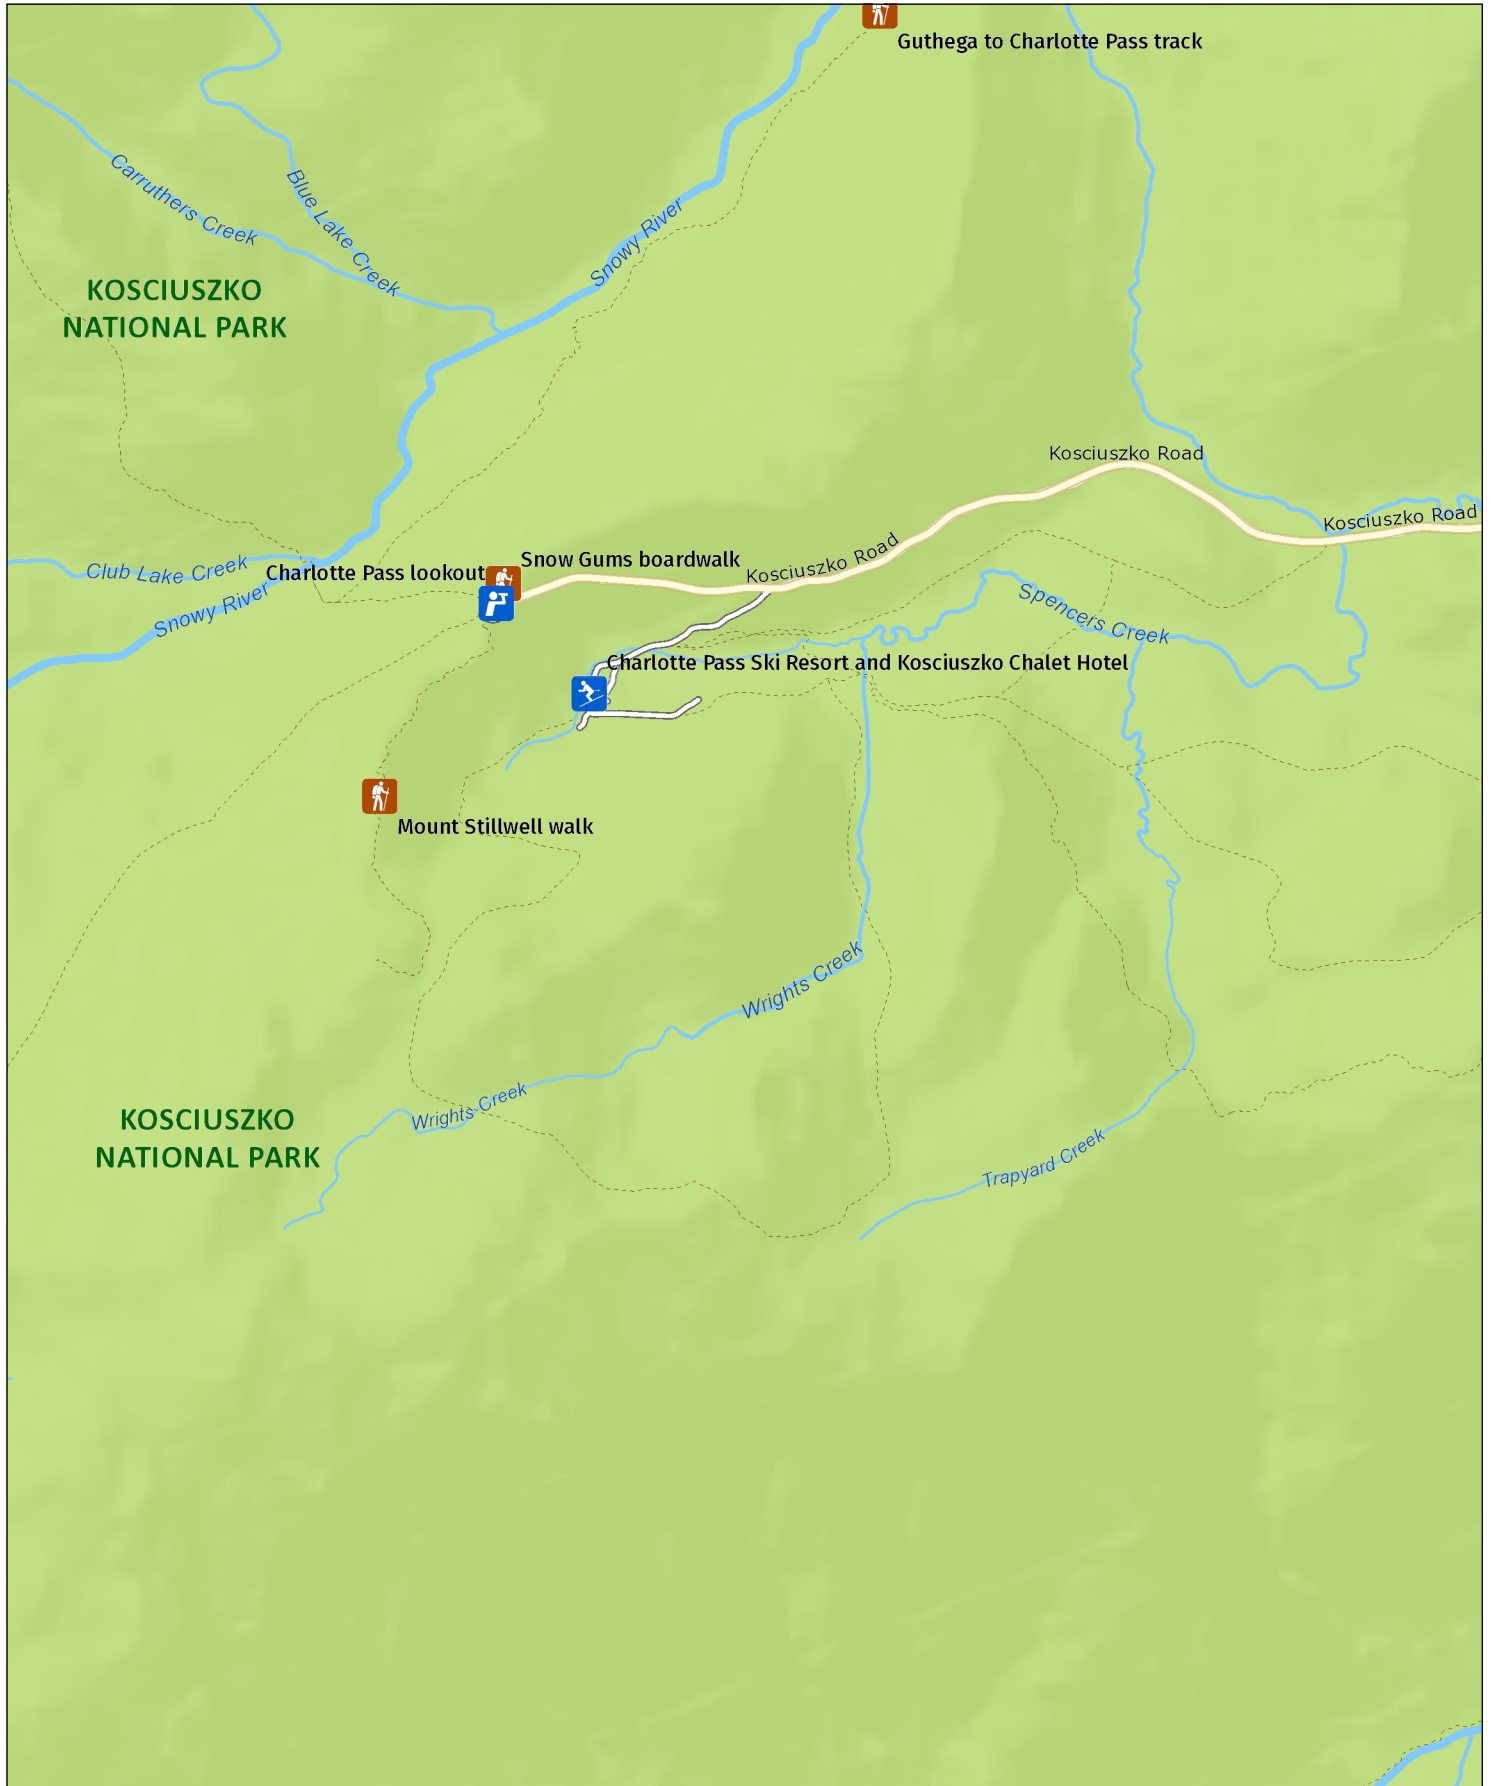 Guthega to Charlotte Pass track
Carruthers Creek
Blue Lake Creek
Snowy River
KOSCIUSZKO
NATIONAL PARK
Kosciuszko Road
Kosciuszko Road
Kosciuszko Road
Snow Gums boardwalk
Charlotte Pass lookout
Club Lake Creek
Snowy River
Spencers Creek
Charlotte Pass Ski Resort and Kosciuszko Chalet Hotel
Mount Stillwell walk
Wrights Creek
Wrights Creek
KOSCIUSZKO
NATIONAL PARK
Trapyard Creek